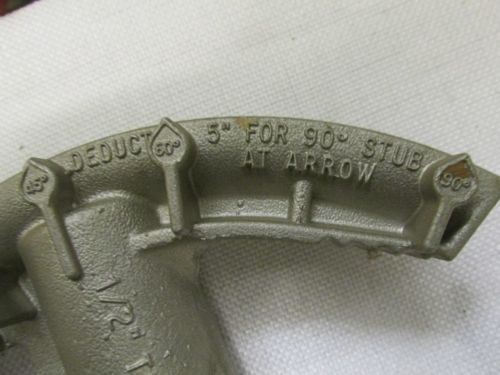 45°
DEDUCT 60° 5" FOR 90° STUB
AT ARROW
90°
1/2" T